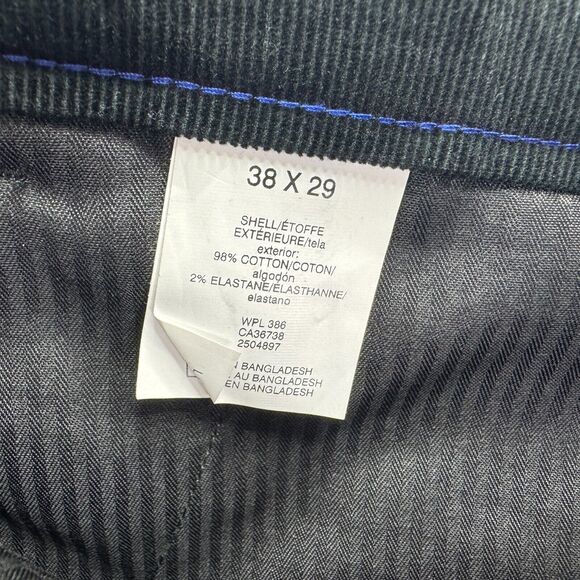 38 X 29
SHELL/ÉTOFFE
EXTÉRIEURE/tela
exterior:
98% COTTON/COTON/
algodón
2% ELASTANE/ÉLASTHANNE/
elastano
WPL 386
CA36738
2504897
N BANGLADESH
AU BANGLADESH
EN BANGLADESH